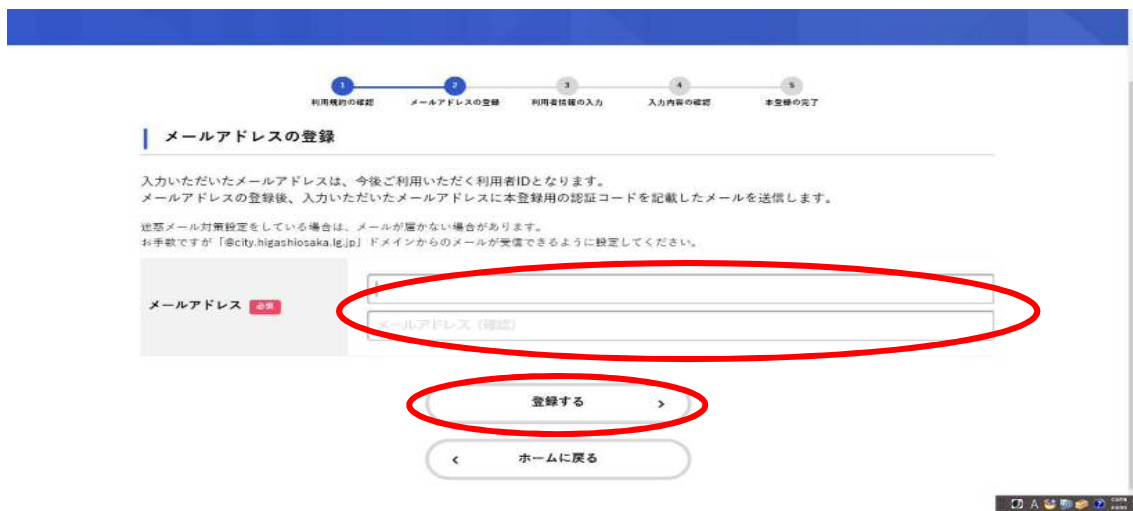 1 2 3 4 5
利用規約の確認 メールアドレスの登録 利用者情報の入力 入力内容の確認 本登録の完了
メールアドレスの登録
入力いただいたメールアドレスは、今後ご利用いただく利用者IDとなります。
メールアドレスの登録後、入力いただいたメールアドレスに本登録用の認証コードを記載したメールを送信します。
迷惑メール対策設定をしている場合は、メールが届かない場合があります。
お手数ですが「@city.higashiosaka.lg.jp」ドメインからのメールが受信できるように設定してください。
メールアドレス 必須
メールアドレス（確認）
登録する
ホームに戻る
A